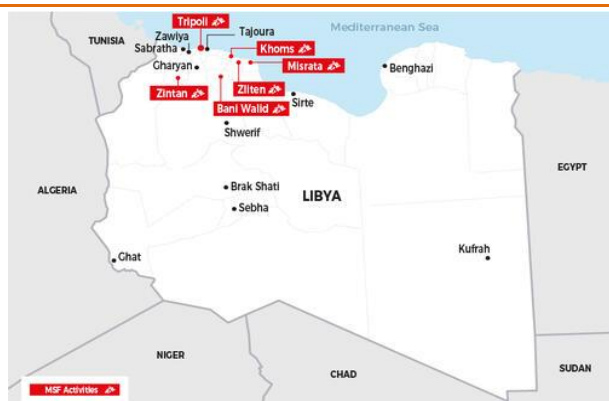 Mediterranean Sea
TUNISIA
Tripoli
Zawiya
Tajoura
Sabratha
Khoms
Gharyan
Misrata
Benghazi
Zintan
Zliten
Bani Walid
Sirte
Shwerif
ALGERIA
EGYPT
Brak Shati
LIBYA
Sebha
Ghat
Kufrah
NIGER
CHAD
SUDAN
MSF Activities